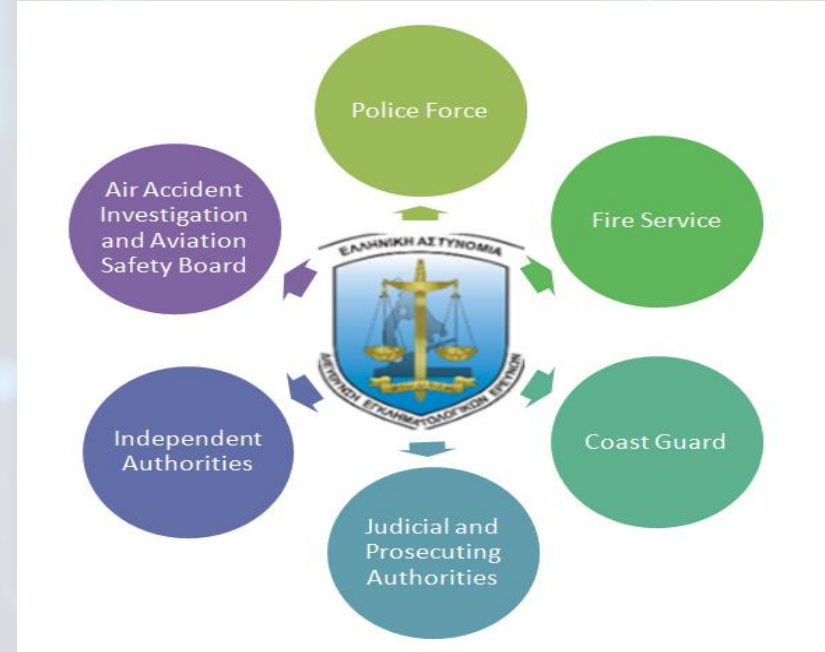 Police Force
Fire Service
Coast Guard
Judicial and
Prosecuting
Authorities
Independent
Authorities
Air Accident
Investigation
and Aviation
Safety Board
ΕΛΛΗΝΙΚΗ ΑΣΤΥΝΟΜΙΑ
ΔΙΕΥΘΥΝΣΗ ΕΓΚΛΗΜΑΤΟΛΟΓΙΚΩΝ ΕΡΕΥΝΩΝ